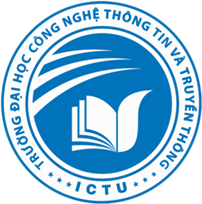 TRƯỜNG ĐẠI HỌC CÔNG NGHỆ THÔNG TIN VÀ TRUYỀN THÔNG
ICTU